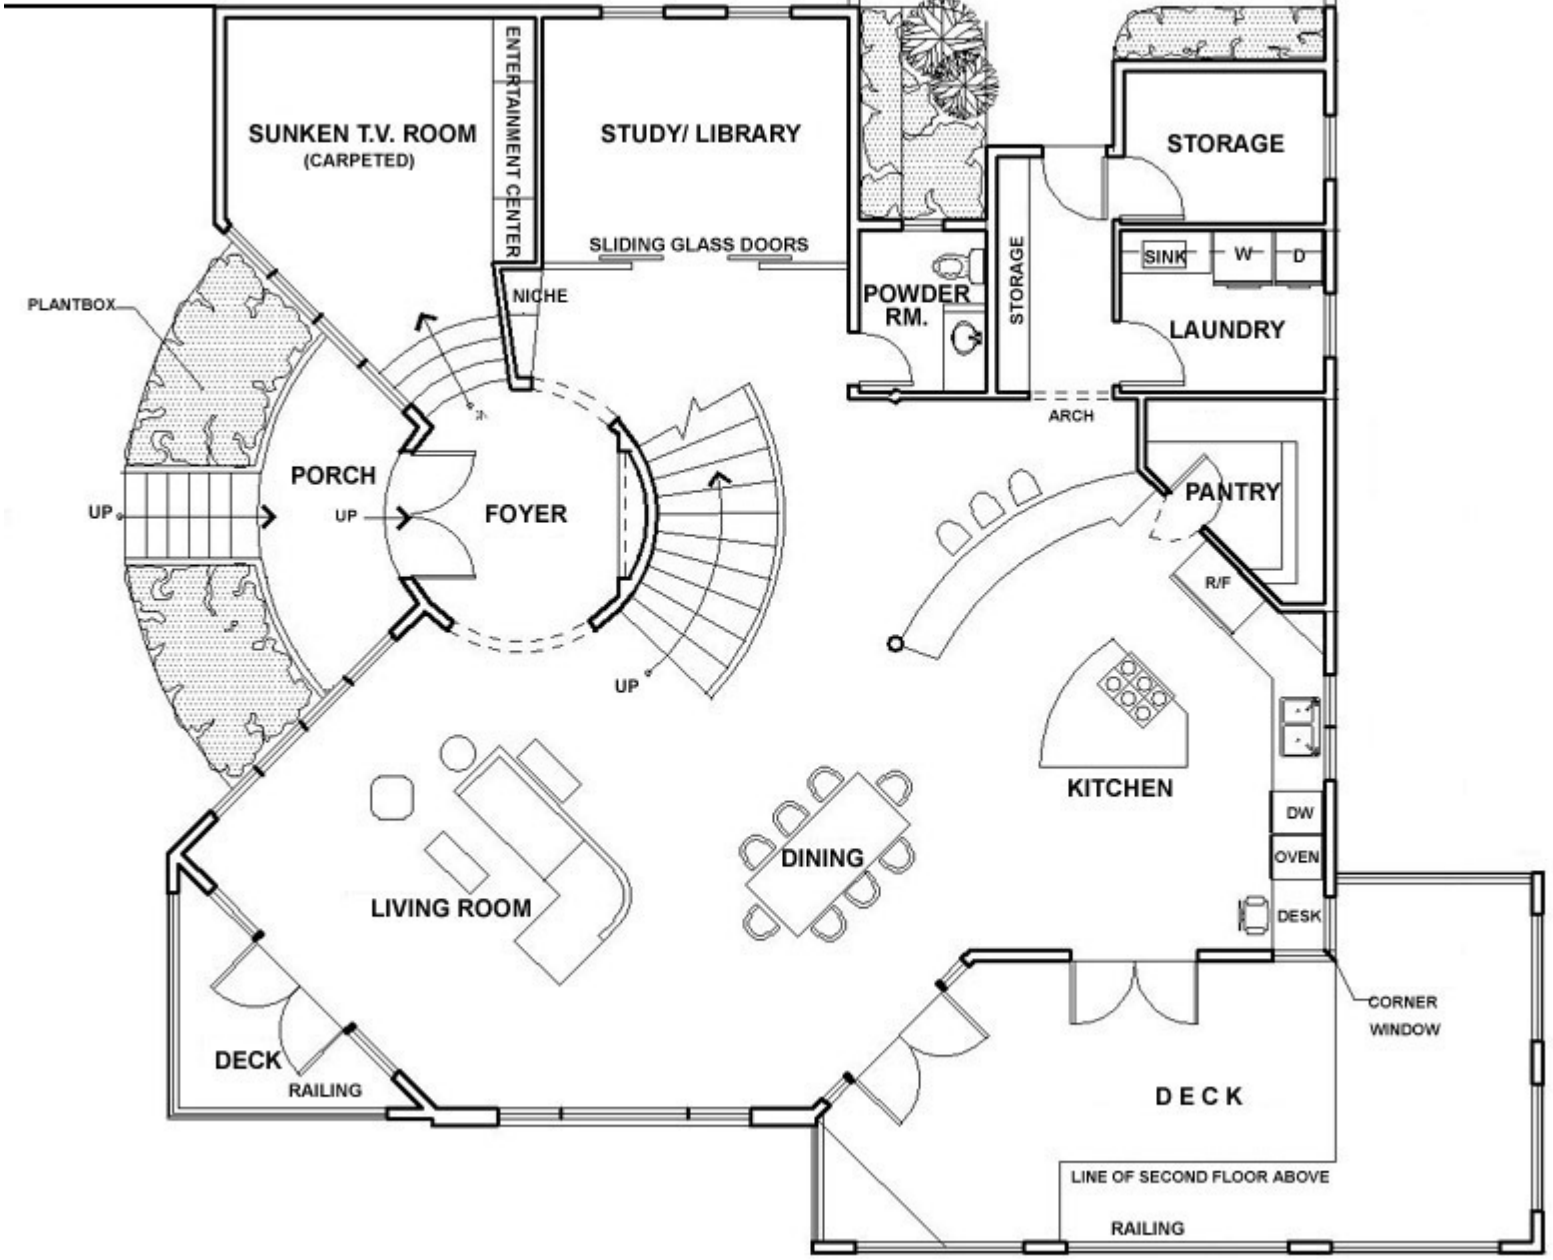 ENTERTAINMENT CENTER
SUNKEN T.V. ROOM
(CARPETED)
STUDY/ LIBRARY
STORAGE
SLIDING GLASS DOORS
SINK
W
D
PLANTBOX
NICHE
POWDER
RM.
STORAGE
LAUNDRY
ARCH
PORCH
UP
UP
FOYER
PANTRY
R/F
UP
KITCHEN
DW
DINING
OVEN
LIVING ROOM
DESK
CORNER
WINDOW
DECK
RAILING
DECK
LINE OF SECOND FLOOR ABOVE
RAILING